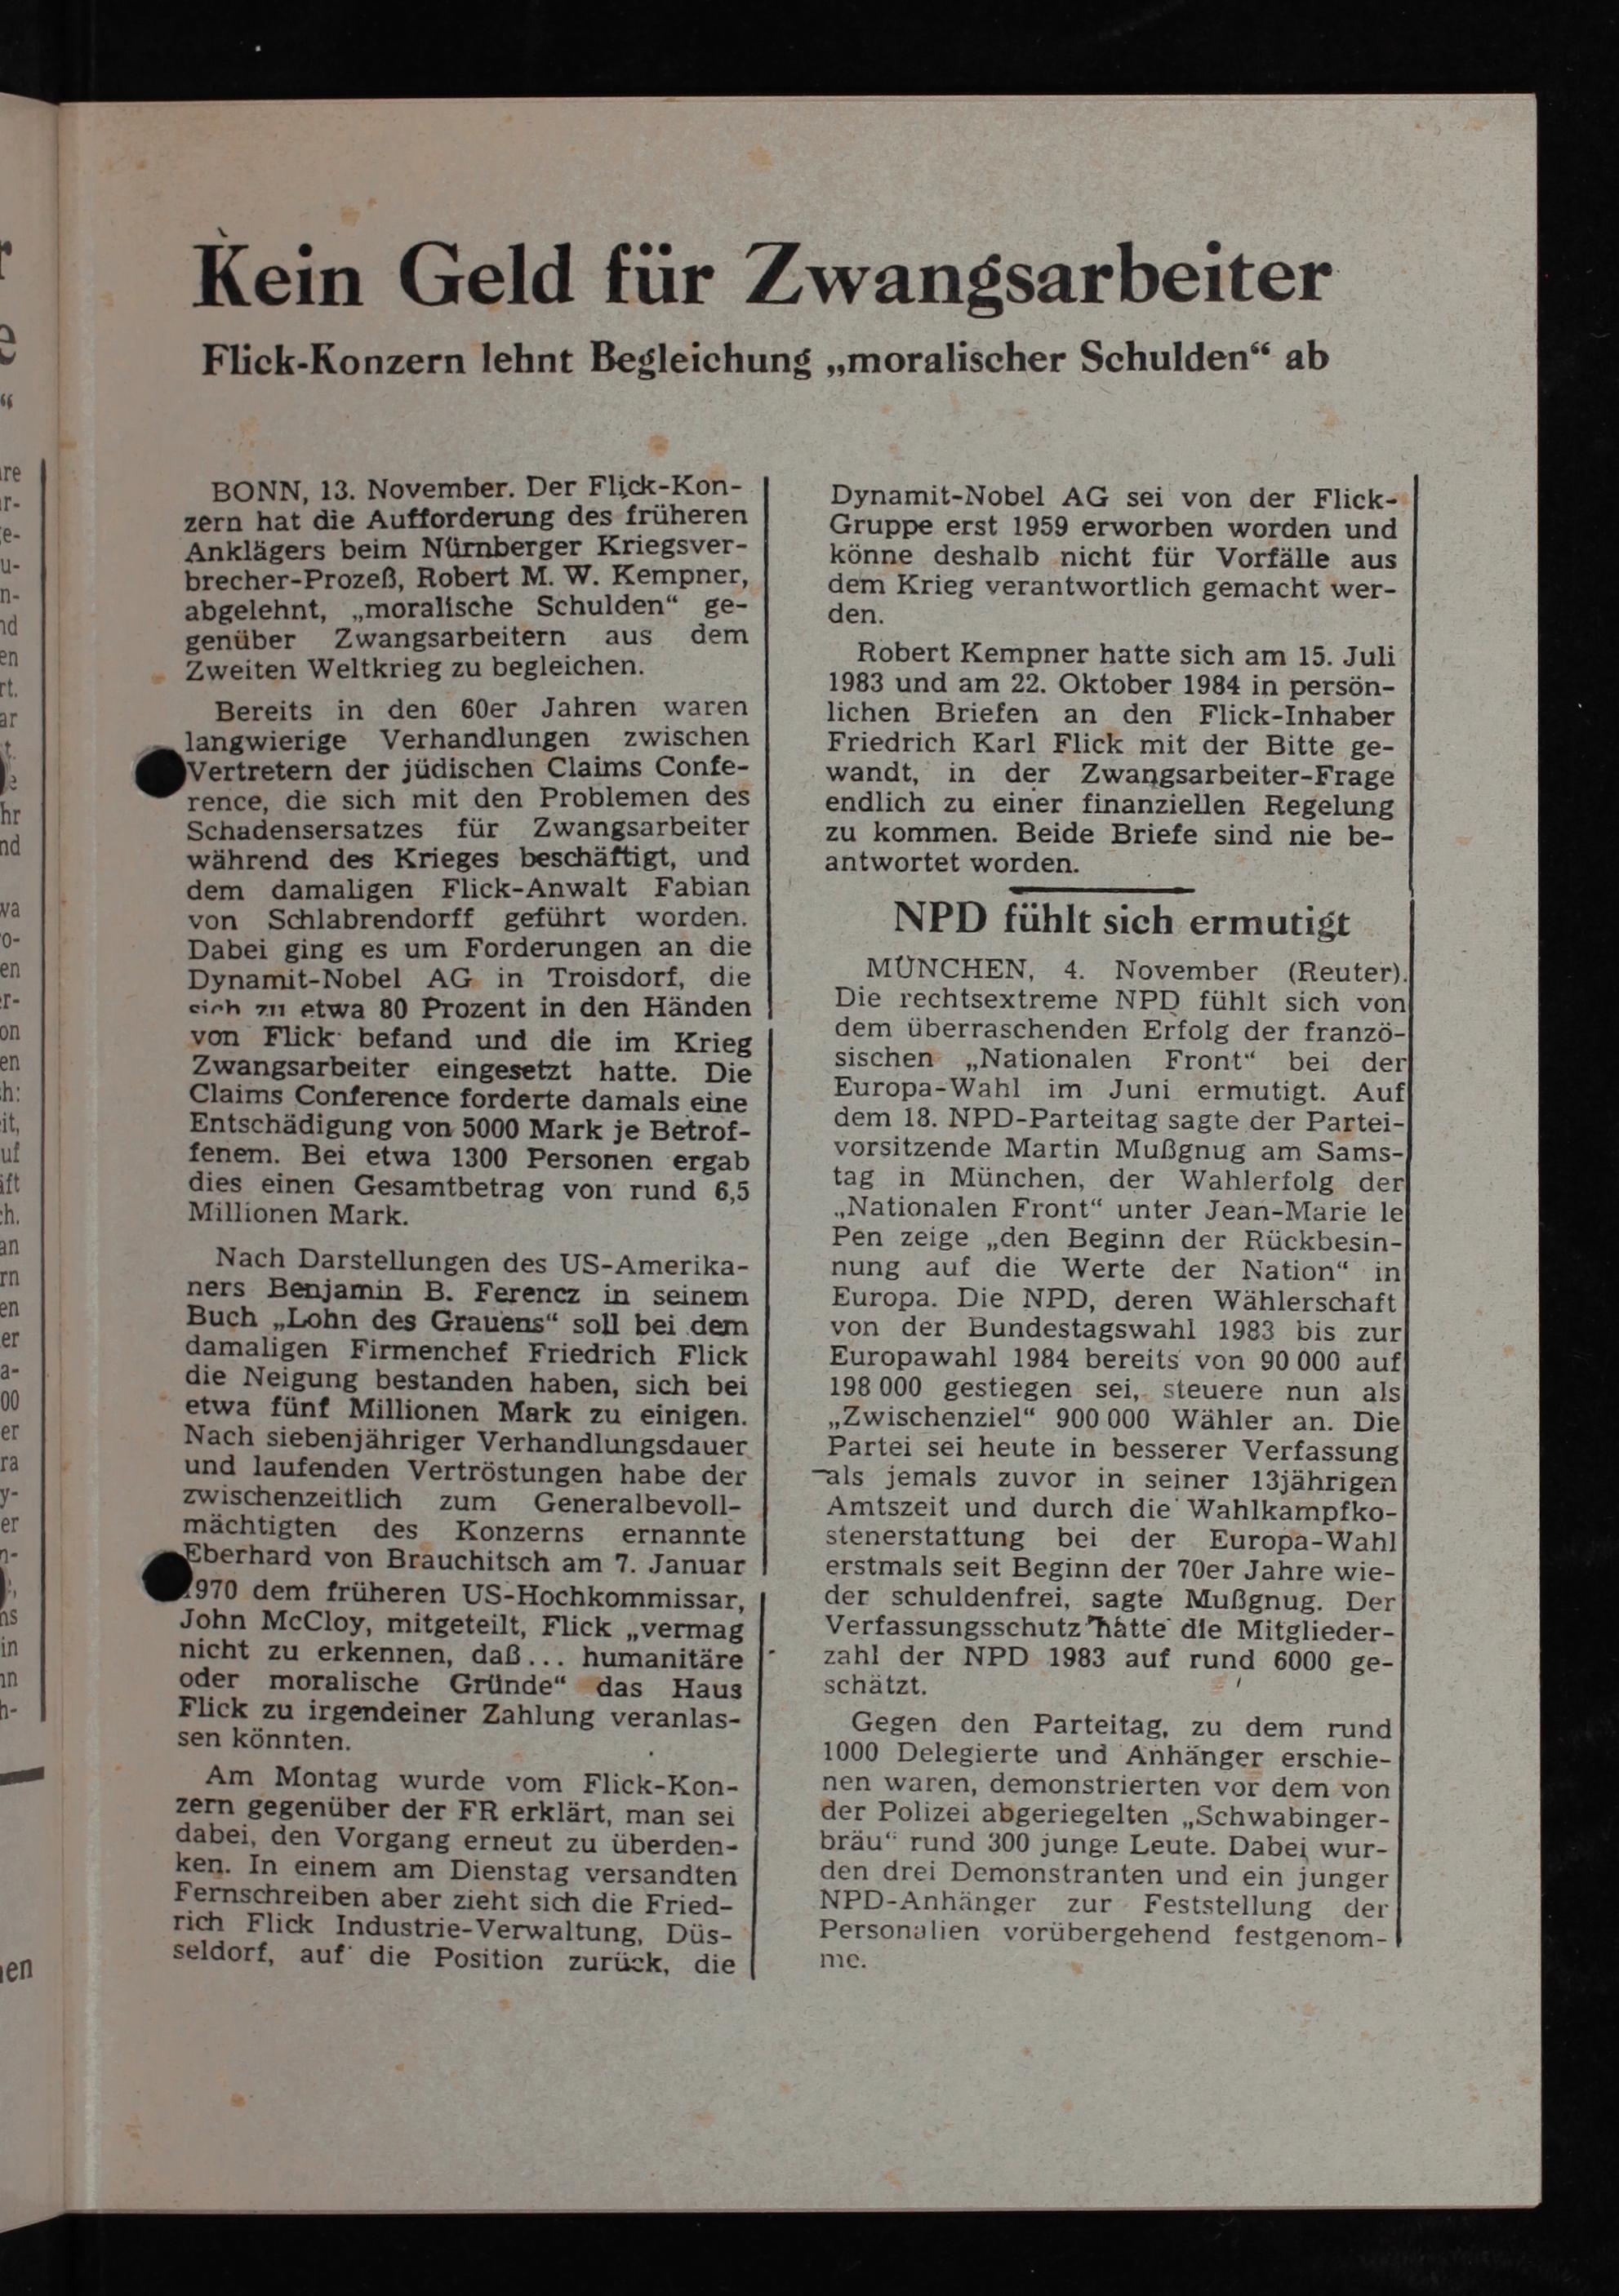 Kein Geld für Zwangsarbeiter
Flick-Konzern lehnt Begleichung „moralischer Schulden“ ab
BONN, 13. November. Der Flick-Kon-
zern hat die Aufforderung des früheren
Anklägers beim Nürnberger Kriegsver-
brecher-Prozeß, Robert M. W. Kempner,
abgelehnt, „moralische Schulden“ ge-
genüber Zwangsarbeitern aus dem
Zweiten Weltkrieg zu begleichen.
Bereits in den 60er Jahren waren
langwierige Verhandlungen zwischen
Vertretern der jüdischen Claims Confe-
rence, die sich mit den Problemen des
Schadensersatzes für Zwangsarbeiter
während des Krieges beschäftigt, und
dem damaligen Flick-Anwalt Fabian
von Schlabrendorff geführt worden.
Dabei ging es um Forderungen an die
Dynamit-Nobel AG in Troisdorf, die
sich zu etwa 80 Prozent in den Händen
von Flick befand und die im Krieg
Zwangsarbeiter eingesetzt hatte. Die
Claims Conference forderte damals eine
Entschädigung von 5000 Mark je Betrof-
fenem. Bei etwa 1300 Personen ergab
dies einen Gesamtbetrag von rund 6,5
Millionen Mark.
Nach Darstellungen des US-Amerika-
ners Benjamin B. Ferencz in seinem
Buch „Lohn des Grauens“ soll bei dem
damaligen Firmenchef Friedrich Flick
die Neigung bestanden haben, sich bei
etwa fünf Millionen Mark zu einigen.
Nach siebenjähriger Verhandlungsdauer
und laufenden Vertröstungen habe der
zwischenzeitlich zum Generalbevoll-
mächtigten des Konzerns ernannte
Eberhard von Brauchitsch am 7. Januar
1970 dem früheren US-Hochkommissar,
John McCloy, mitgeteilt, Flick „vermag
nicht zu erkennen, daß... humanitäre
oder moralische Gründe“ das Haus
Flick zu irgendeiner Zahlung veranlas-
sen könnten.
Am Montag wurde vom Flick-Kon-
zern gegenüber der FR erklärt, man sei
dabei, den Vorgang erneut zu überden-
ken. In einem am Dienstag versandten
Fernschreiben aber zieht sich die Fried-
rich Flick Industrie-Verwaltung, Düs-
seldorf, auf die Position zurück, die
Dynamit-Nobel AG sei von der Flick-
Gruppe erst 1959 erworben worden und
könne deshalb nicht für Vorfälle aus
dem Krieg verantwortlich gemacht wer-
den.
Robert Kempner hatte sich am 15. Juli
1983 und am 22. Oktober 1984 in persön-
lichen Briefen an den Flick-Inhaber
Friedrich Karl Flick mit der Bitte ge-
wandt, in der Zwangsarbeiter-Frage
endlich zu einer finanziellen Regelung
zu kommen. Beide Briefe sind nie be-
antwortet worden.
NPD fühlt sich ermutigt
MÜNCHEN, 4. November (Reuter).
Die rechtsextreme NPD fühlt sich von
dem überraschenden Erfolg der franzö-
sischen „Nationalen Front“ bei der
Europa-Wahl im Juni ermutigt. Auf
dem 18. NPD-Parteitag sagte der Partei-
vorsitzende Martin Mußgnug am Sams-
tag in München, der Wahlerfolg der
„Nationalen Front“ unter Jean-Marie le
Pen zeige „den Beginn der Rückbesin-
nung auf die Werte der Nation“ in
Europa. Die NPD, deren Wählerschaft
von der Bundestagswahl 1983 bis zur
Europawahl 1984 bereits von 90 000 auf
198 000 gestiegen sei, steuere nun als
„Zwischenziel“ 900 000 Wähler an. Die
Partei sei heute in besserer Verfassung
als jemals zuvor in seiner 13jährigen
Amtszeit und durch die Wahlkampfko-
stenerstattung bei der Europa-Wahl
erstmals seit Beginn der 70er Jahre wie-
der schuldenfrei, sagte Mußgnug. Der
Verfassungsschutz hatte die Mitglieder-
zahl der NPD 1983 auf rund 6000 ge-
schätzt.
Gegen den Parteitag, zu dem rund
1000 Delegierte und Anhänger erschie-
nen waren, demonstrierten vor dem von
der Polizei abgeriegelten „Schwabinger-
bräu“ rund 300 junge Leute. Dabei wur-
den drei Demonstranten und ein junger
NPD-Anhänger zur Feststellung der
Personalien vorübergehend festgenom-
me.